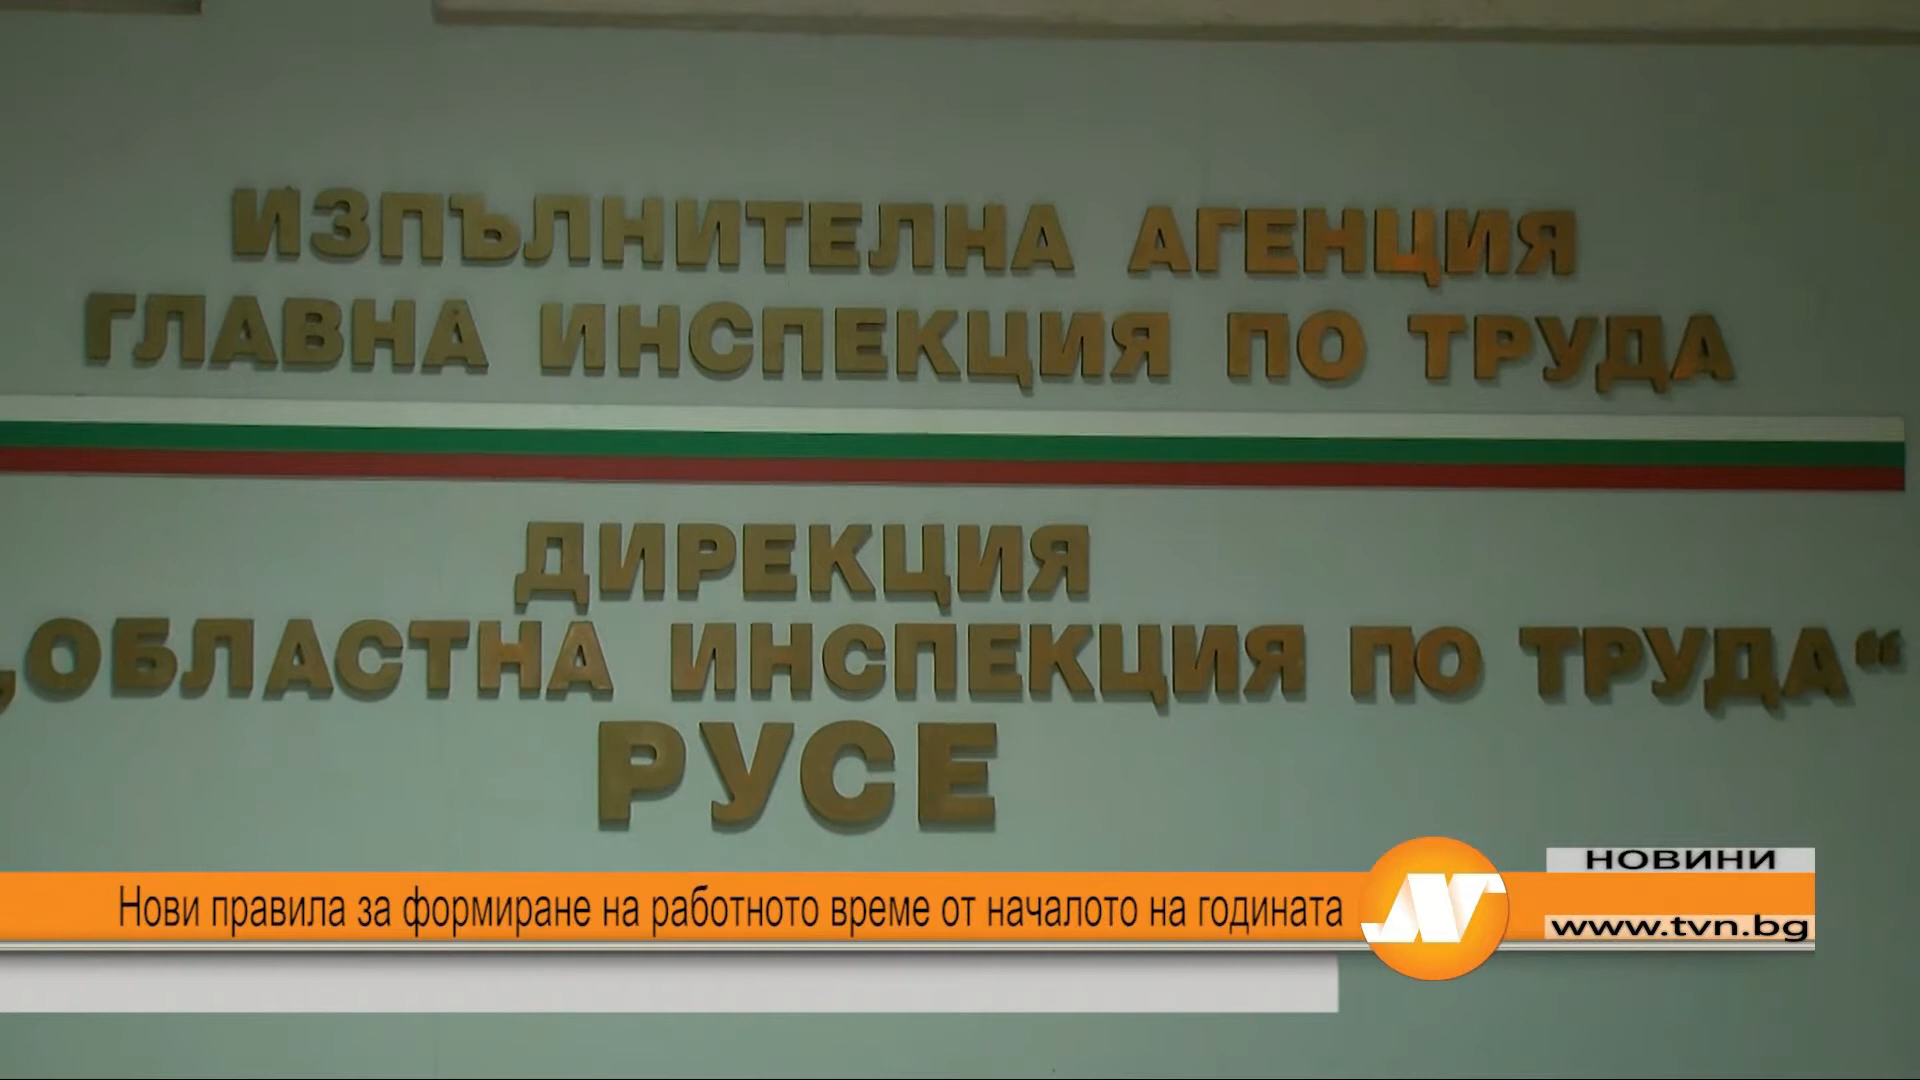 ИЗПЪЛНИТЕЛНА АГЕНЦИЯ
ГЛАВНА ИНСПЕКЦИЯ ПО ТРУДА
ДИРЕКЦИЯ
„ОБЛАСТНА ИНСПЕКЦИЯ ПО ТРУДА“
РУСЕ
НОВИНИ
Нови правила за формиране на работното време от началото на годината
www.tvn.bg